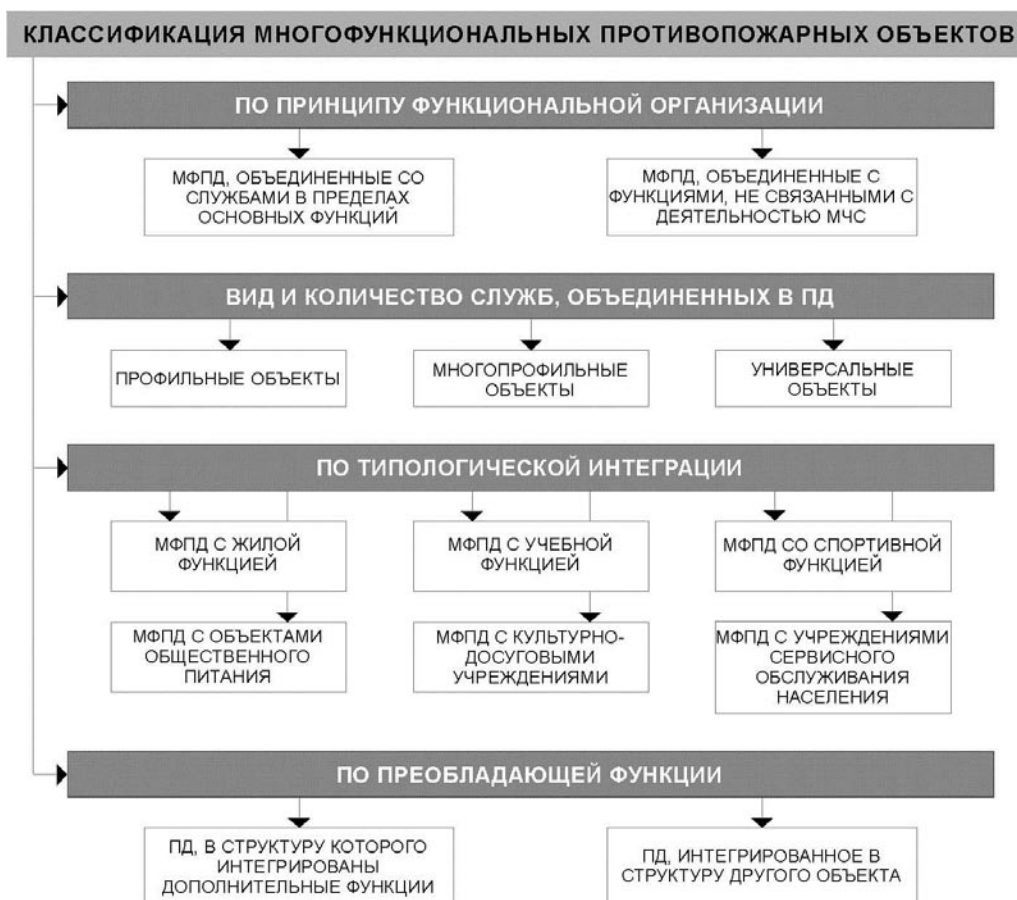 КЛАССИФИКАЦИЯ МНОГОФУНКЦИОНАЛЬНЫХ ПРОТИВОПОЖАРНЫХ ОБЪЕКТОВ
ПО ПРИНЦИПУ ФУНКЦИОНАЛЬНОЙ ОРГАНИЗАЦИИ
МФПД, ОБЪЕДИНЕННЫЕ СО
СЛУЖБАМИ В ПРЕДЕЛАХ
ОСНОВНЫХ ФУНКЦИЙ
МФПД, ОБЪЕДИНЕННЫЕ С
ФУНКЦИЯМИ, НЕ СВЯЗАННЫМИ С
ДЕЯТЕЛЬНОСТЬЮ МЧС
ВИД И КОЛИЧЕСТВО СЛУЖБ, ОБЪЕДИНЕННЫХ В ПД
ПРОФИЛЬНЫЕ ОБЪЕКТЫ
МНОГОПРОФИЛЬНЫЕ
ОБЪЕКТЫ
УНИВЕРСАЛЬНЫЕ
ОБЪЕКТЫ
ПО ТИПОЛОГИЧЕСКОЙ ИНТЕГРАЦИИ
МФПД С ЖИЛОЙ
ФУНКЦИЕЙ
МФПД С УЧЕБНОЙ
ФУНКЦИЕЙ
МФПД СО СПОРТИВНОЙ
ФУНКЦИЕЙ
МФПД С ОБЪЕКТАМИ
ОБЩЕСТВЕННОГО
ПИТАНИЯ
МФПД С КУЛЬТУРНО-
ДОСУГОВЫМИ
УЧРЕЖДЕНИЯМИ
МФПД С УЧРЕЖДЕНИЯМИ
СЕРВИСНОГО
ОБСЛУЖИВАНИЯ
НАСЕЛЕНИЯ
ПО ПРЕОБЛАДАЮЩЕЙ ФУНКЦИИ
ПД, В СТРУКТУРУ КОТОРОГО
ИНТЕГРИРОВАНЫ
ДОПОЛНИТЕЛЬНЫЕ ФУНКЦИИ
ПД, ИНТЕГРИРОВАННОЕ В
СТРУКТУРУ ДРУГОГО ОБЪЕКТА